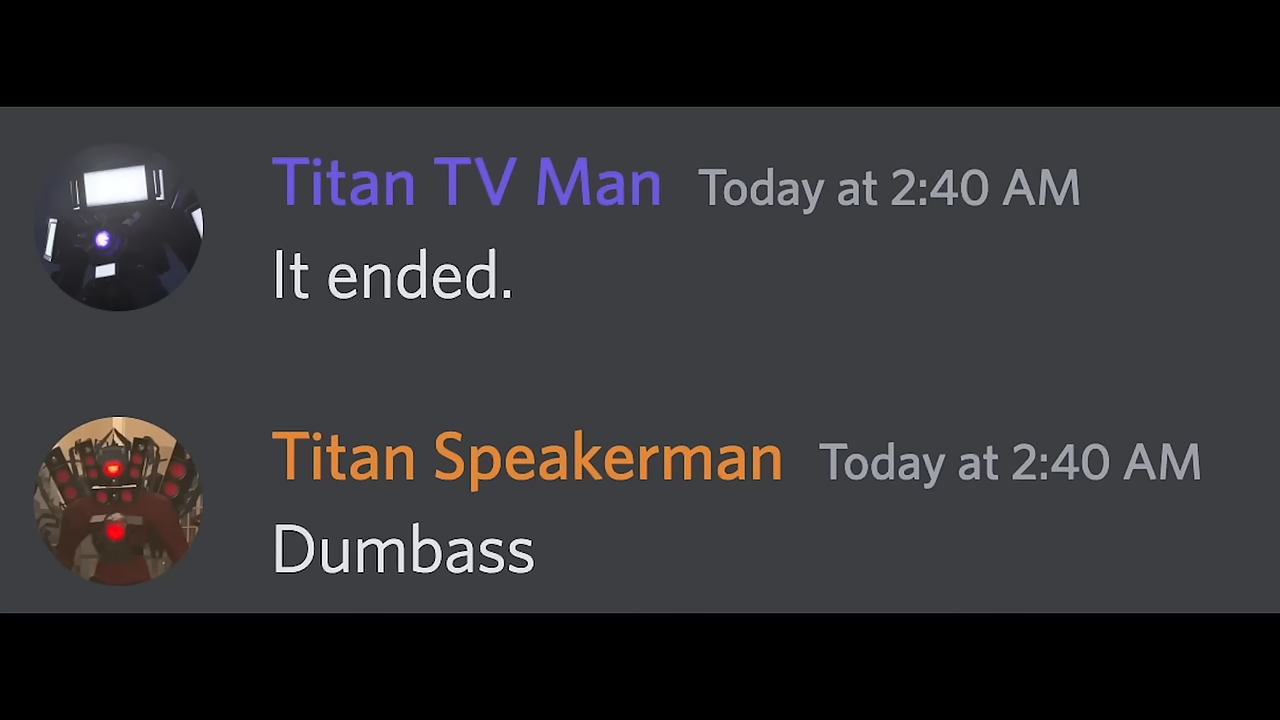 Titan TV Man Today at 2:40 AM
It ended.
Titan Speakerman Today at 2:40 AM
Dumbass